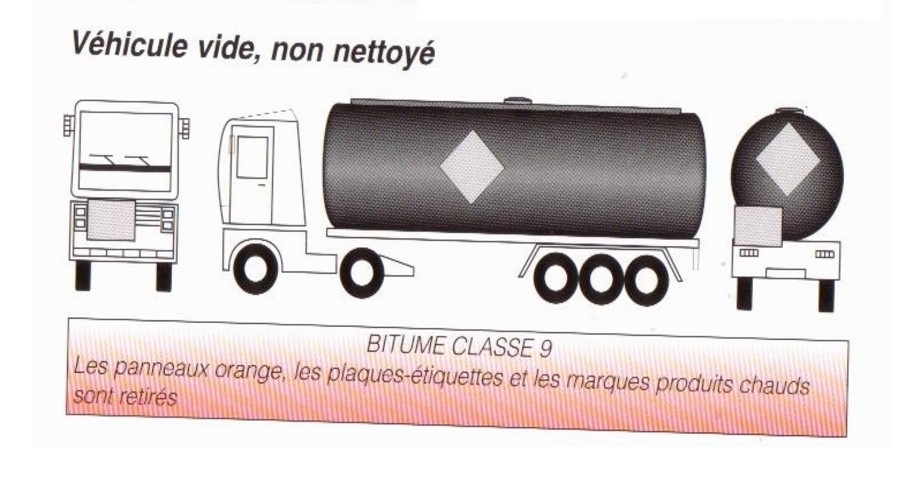 Véhicule vide, non nettoyé
BITUME CLASSE 9
Les panneaux orange, les plaques-étiquettes et les marques produits chauds
sont retirés